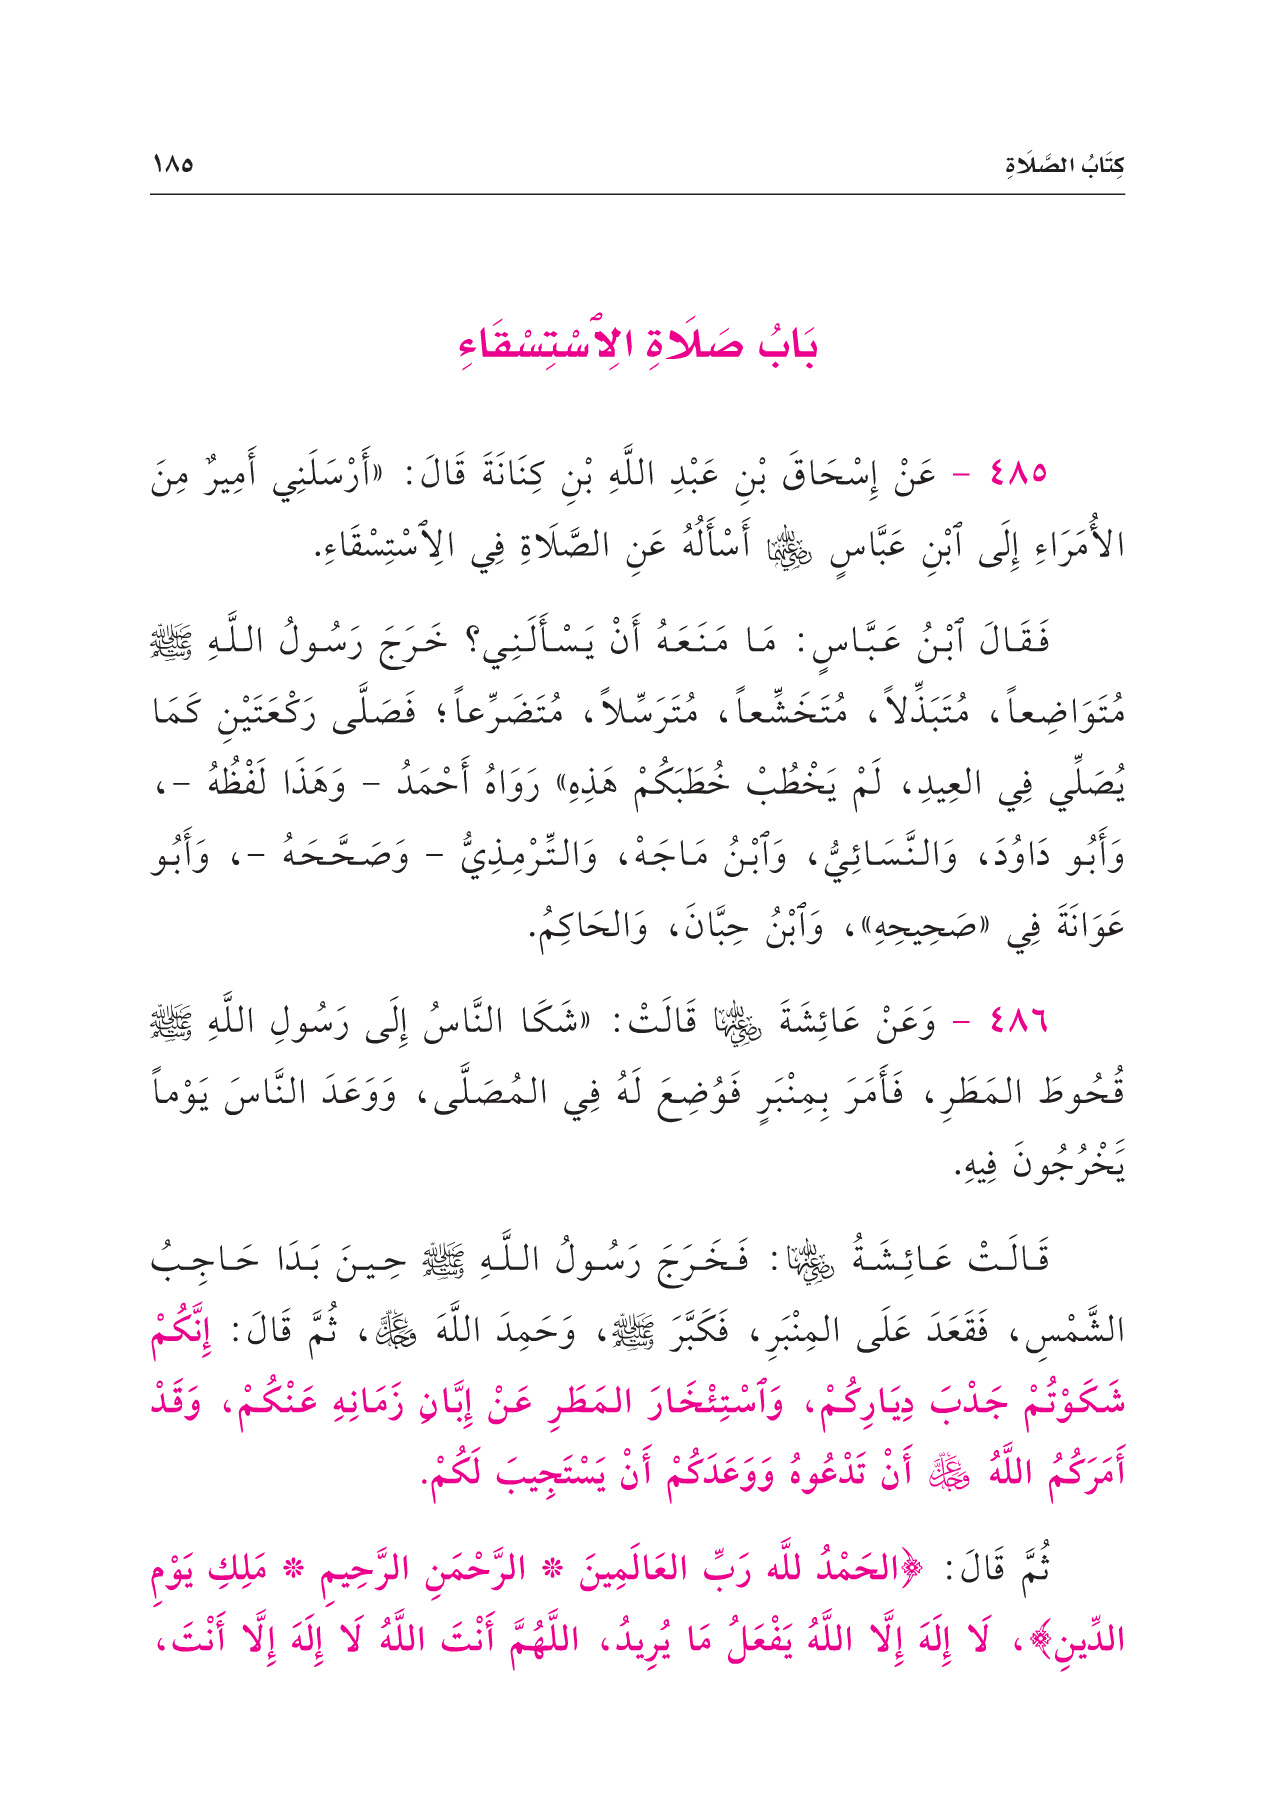 كِتَابُ الصَّلَاةِ ١٨٥
بَابُ صَلَاةِ الِٱسْتِسْقَاءِ
٤٨٥ - عَنْ إِسْحَاقَ بْنِ عَبْدِ اللَّهِ بْنِ كِنَانَةَ قَالَ: «أَرْسَلَنِي أَمِيرٌ مِنَ
الأُمَرَاءِ إِلَى ٱبْنِ عَبَّاسٍ رضي الله عنهما أَسْأَلُهُ عَنِ الصَّلَاةِ فِي الِٱسْتِسْقَاءِ.
فَقَالَ ٱبْنُ عَبَّاسٍ: مَا مَنَعَهُ أَنْ يَسْأَلَنِي؟ خَرَجَ رَسُولُ اللَّهِ ﷺ
مُتَوَاضِعاً، مُتَبَذِّلاً، مُتَخَشِّعاً، مُتَرَسِّلاً، مُتَضَرِّعاً؛ فَصَلَّى رَكْعَتَيْنِ كَمَا
يُصَلِّي فِي العِيدِ، لَمْ يَخْطُبْ خُطَبَكُمْ هَذِهِ» رَوَاهُ أَحْمَدُ - وَهَذَا لَفْظُهُ -،
وَأَبُو دَاوُدَ، وَالنَّسَائِيُّ، وَٱبْنُ مَاجَهْ، وَالتِّرْمِذِيُّ - وَصَحَّحَهُ -، وَأَبُو
عَوَانَةَ فِي «صَحِيحِهِ»، وَٱبْنُ حِبَّانَ، وَالحَاكِمُ.
٤٨٦ - وَعَنْ عَائِشَةَ رضي الله عنها قَالَتْ: «شَكَا النَّاسُ إِلَى رَسُولِ اللَّهِ ﷺ
قُحُوطَ المَطَرِ، فَأَمَرَ بِمِنْبَرٍ فَوُضِعَ لَهُ فِي المُصَلَّى، وَوَعَدَ النَّاسَ يَوْماً
يَخْرُجُونَ فِيهِ.
قَالَتْ عَائِشَةُ رضي الله عنها: فَخَرَجَ رَسُولُ اللَّهِ ﷺ حِينَ بَدَا حَاجِبُ
الشَّمْسِ، فَقَعَدَ عَلَى المِنْبَرِ، فَكَبَّرَ ﷺ، وَحَمِدَ اللَّهَ عز وجل، ثُمَّ قَالَ: إِنَّكُمْ
شَكَوْتُمْ جَدْبَ دِيَارِكُمْ، وَٱسْتِئْخَارَ المَطَرِ عَنْ إِبَّانِ زَمَانِهِ عَنْكُمْ، وَقَدْ
أَمَرَكُمُ اللَّهُ عز وجل أَنْ تَدْعُوهُ وَوَعَدَكُمْ أَنْ يَسْتَجِيبَ لَكُمْ.
ثُمَّ قَالَ: ﴿الحَمْدُ للَّه رَبِّ العَالَمِينَ * الرَّحْمَنِ الرَّحِيمِ * مَلِكِ يَوْمِ
الدِّينِ﴾، لَا إِلَهَ إِلَّا اللَّهُ يَفْعَلُ مَا يُرِيدُ، اللَّهُمَّ أَنْتَ اللَّهُ لَا إِلَهَ إِلَّا أَنْتَ،